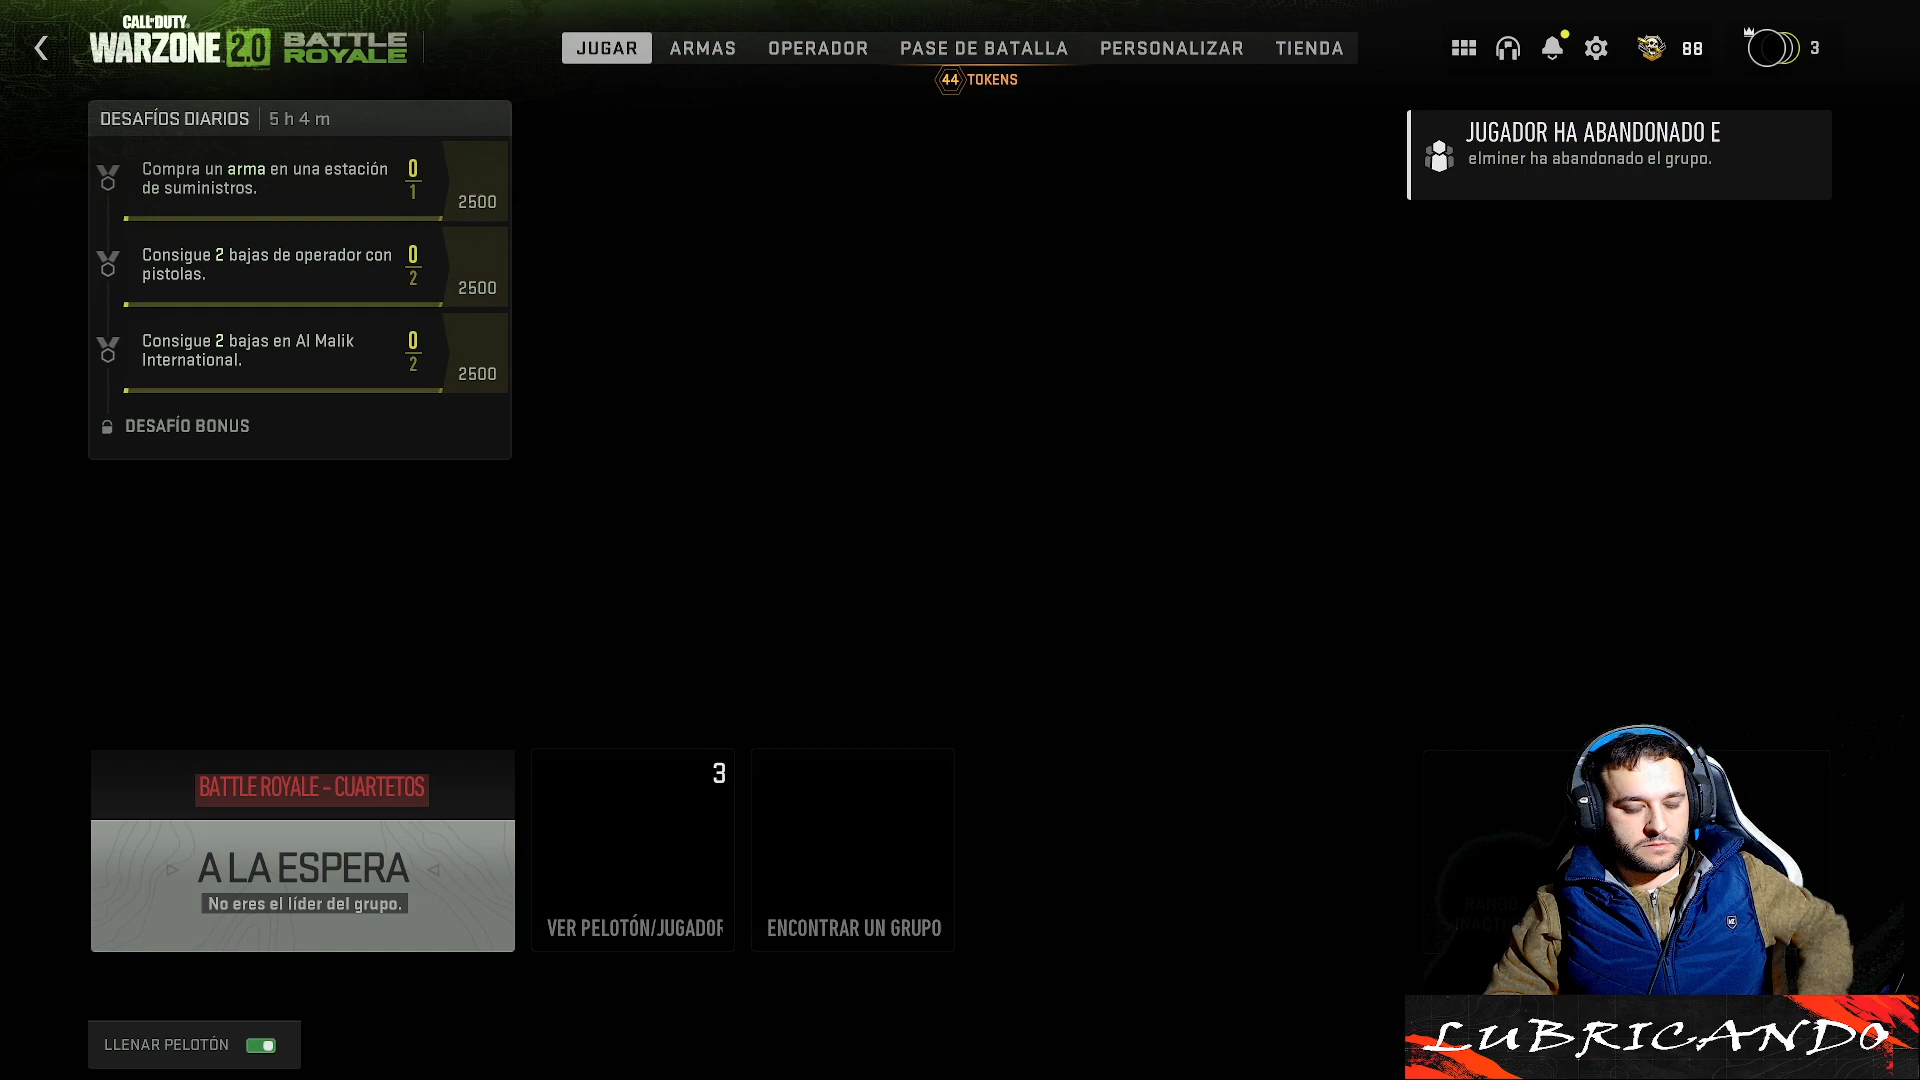 CALL OF DUTY
WARZONE 2.0 BATTLE ROYALE
JUGAR
ARMAS
OPERADOR
PASE DE BATALLA
PERSONALIZAR
TIENDA
88
3
44 TOKENS
DESAFÍOS DIARIOS 5 h 4 m
Compra un arma en una estación
de suministros.
0
1
2500
Consigue 2 bajas de operador con
pistolas.
0
2
2500
Consigue 2 bajas en Al Malik
International.
0
2
2500
DESAFÍO BONUS
JUGADOR HA ABANDONADO E
elminer ha abandonado el grupo.
BATTLE ROYALE - CUARTETOS
A LA ESPERA
No eres el líder del grupo.
3
VER PELOTÓN/JUGADOR
ENCONTRAR UN GRUPO
RANGO
LLENAR PELOTÓN
LUBRICANDO